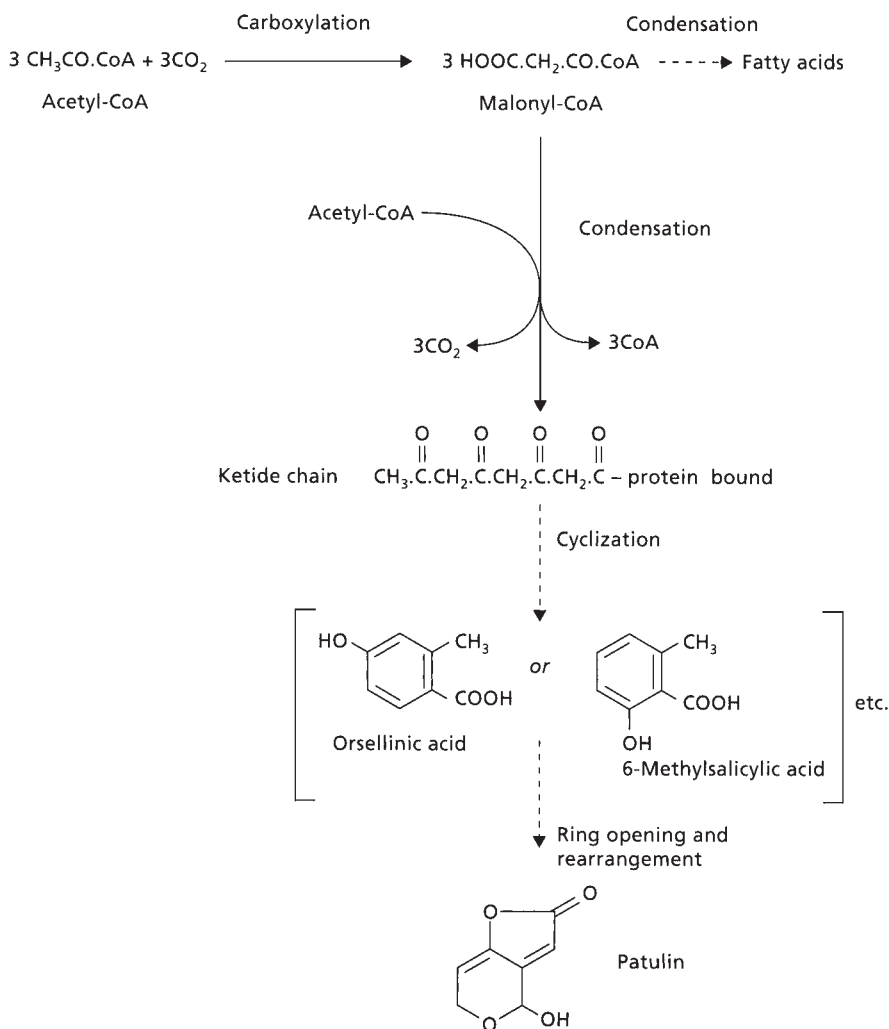 Carboxylation
Condensation
3 CH₃CO.CoA + 3CO₂
3 HOOC.CH₂.CO.CoA
Fatty acids
Acetyl-CoA
Malonyl-CoA
Acetyl-CoA
Condensation
3CO₂
3CoA
O O O O
Ketide chain
CH₃.C.CH₂.C.CH₂.C.CH₂.C – protein bound
Cyclization
HO
CH₃
COOH
Orsellinic acid
or
CH₃
COOH
OH
6-Methylsalicylic acid
etc.
Ring opening and
rearrangement
O
O
O
OH
Patulin